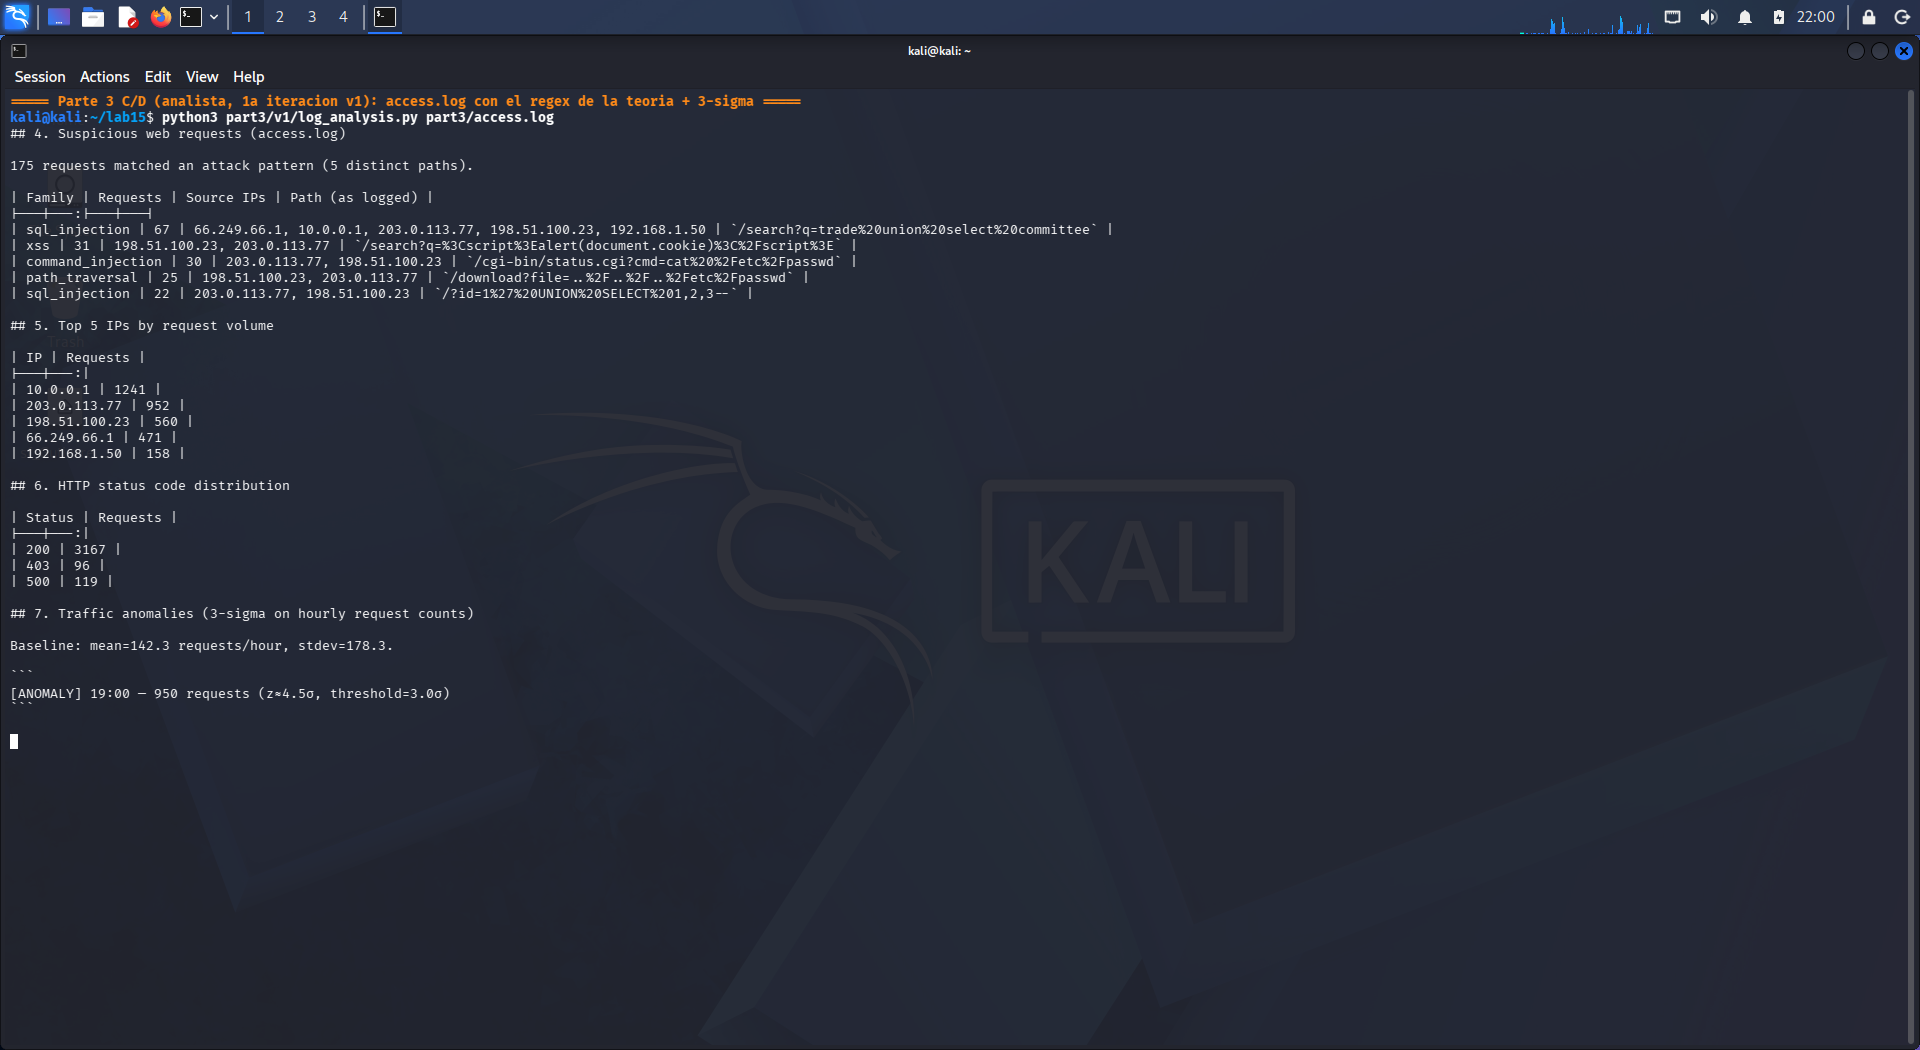 1 2 3 4 22:00
kali@kali: ~
Session Actions Edit View Help
═════ Parte 3 C/D (analista, 1a iteracion v1): access.log con el regex de la teoria + 3-sigma ═════
kali@kali:~/lab15$ python3 part3/v1/log_analysis.py part3/access.log
## 4. Suspicious web requests (access.log)
175 requests matched an attack pattern (5 distinct paths).
| Family | Requests | Source IPs | Path (as logged) |
|---|---:|---|---|
| sql_injection | 67 | 66.249.66.1, 10.0.0.1, 203.0.113.77, 198.51.100.23, 192.168.1.50 | `/search?q=trade%20union%20select%20committee` |
| xss | 31 | 198.51.100.23, 203.0.113.77 | `/search?q=%3Cscript%3Ealert(document.cookie)%3C%2Fscript%3E` |
| command_injection | 30 | 203.0.113.77, 198.51.100.23 | `/cgi-bin/status.cgi?cmd=cat%20%2Fetc%2Fpasswd` |
| path_traversal | 25 | 198.51.100.23, 203.0.113.77 | `/download?file=..%2F..%2F..%2Fetc%2Fpasswd` |
| sql_injection | 22 | 203.0.113.77, 198.51.100.23 | `/?id=1%27%20UNION%20SELECT%201,2,3--` |
## 5. Top 5 IPs by request volume
Trash
| IP | Requests |
|---|---:|
| 10.0.0.1 | 1241 |
| 203.0.113.77 | 952 |
| 198.51.100.23 | 560 |
| 66.249.66.1 | 471 |
| 192.168.1.50 | 158 |
## 6. HTTP status code distribution
| Status | Requests |
|---|---:|
| 200 | 3167 |
| 403 | 96 |
| 500 | 119 |
KALI
## 7. Traffic anomalies (3-sigma on hourly request counts)
Baseline: mean=142.3 requests/hour, stdev=178.3.
```
[ANOMALY] 19:00 — 950 requests (z≈4.5σ, threshold=3.0σ)
```